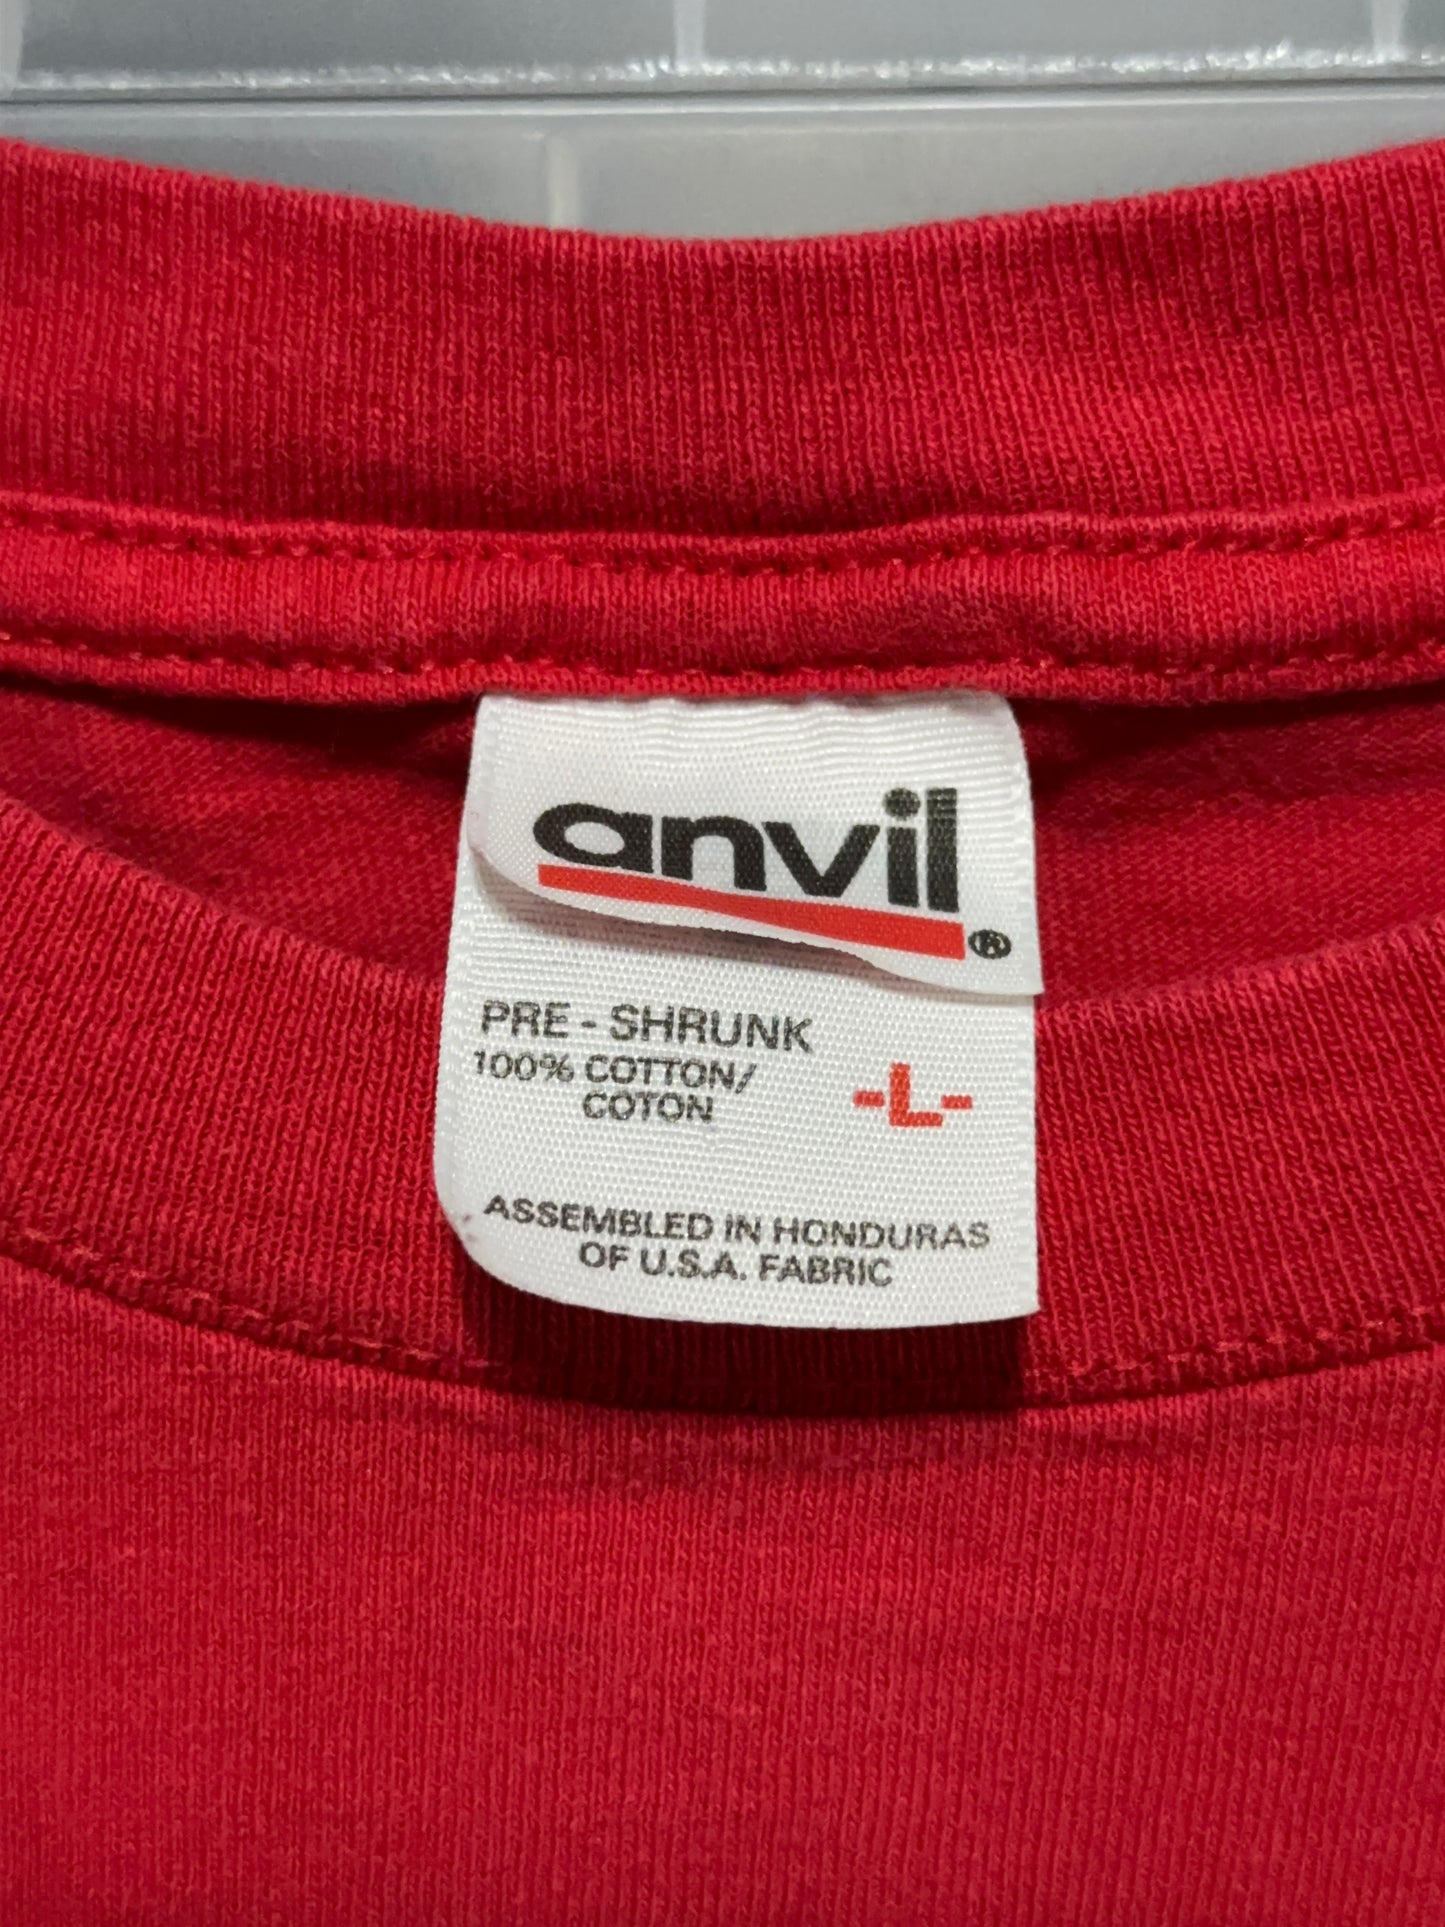 anvil®
PRE - SHRUNK
100% COTTON/
COTON
-L-
ASSEMBLED IN HONDURAS
OF U.S.A. FABRIC